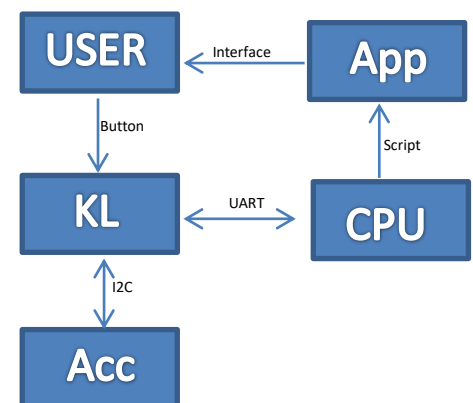 USER
Interface
App
Button
Script
KL
UART
CPU
I2C
Acc